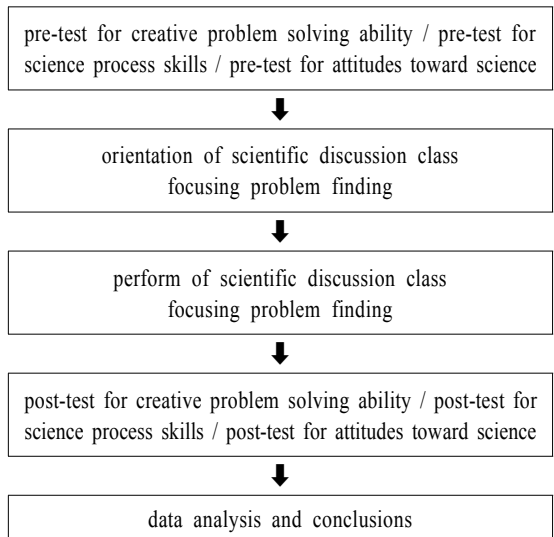 pre-test for creative problem solving ability / pre-test for
science process skills / pre-test for attitudes toward science
orientation of scientific discussion class
focusing problem finding
perform of scientific discussion class
focusing problem finding
post-test for creative problem solving ability / post-test for
science process skills / post-test for attitudes toward science
data analysis and conclusions